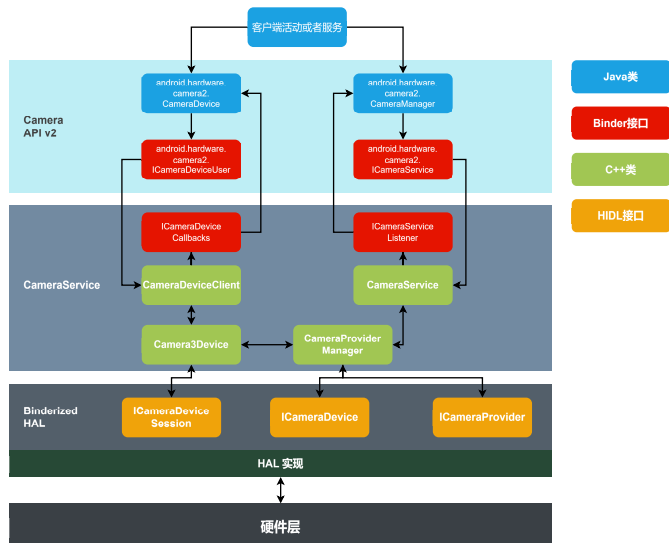 客户端活动或者服务
Camera
API v2
android.hardware.
camera2.
CameraDevice
android.hardware.
camera2.
CameraManager
android.hardware.
camera2.
ICameraDeviceUser
android.hardware.
camera2.
ICameraService
Java类
Binder接口
C++类
HIDL接口
CameraService
ICameraDevice
Callbacks
ICameraService
Listener
CameraDeviceClient
CameraService
Camera3Device
CameraProvider
Manager
Binderized
HAL
ICameraDevice
Session
ICameraDevice
ICameraProvider
HAL 实现
硬件层